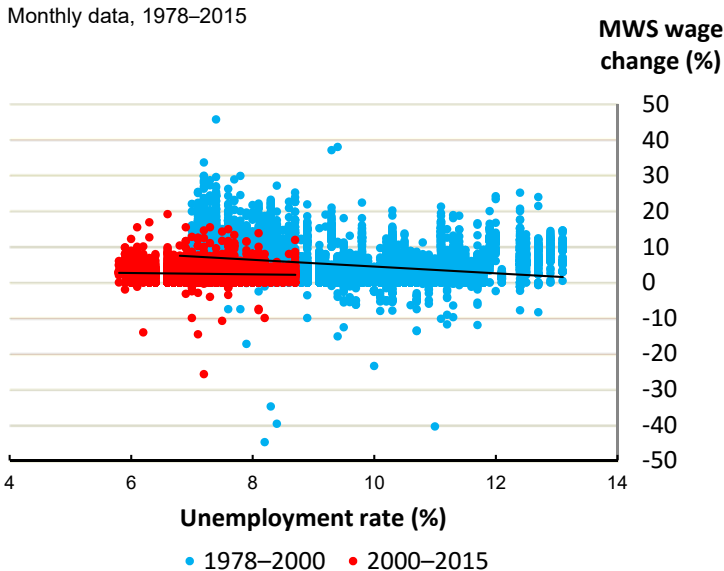 Monthly data, 1978–2015
MWS wage
change (%)
50
40
30
20
10
0
-10
-20
-30
-40
-50
4 6 8 10 12 14
Unemployment rate (%)
1978–2000 2000–2015